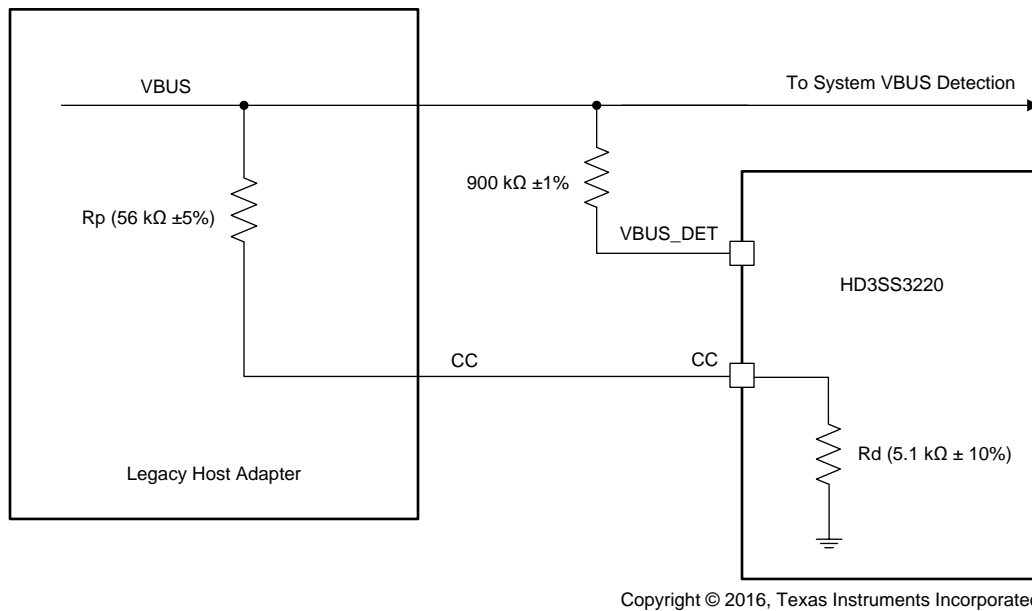 VBUS
To System VBUS Detection
900 kΩ ±1%
Rp (56 kΩ ±5%)
VBUS_DET
HD3SS3220
CC
CC
Rd (5.1 kΩ ± 10%)
Legacy Host Adapter
Copyright © 2016, Texas Instruments Incorporated